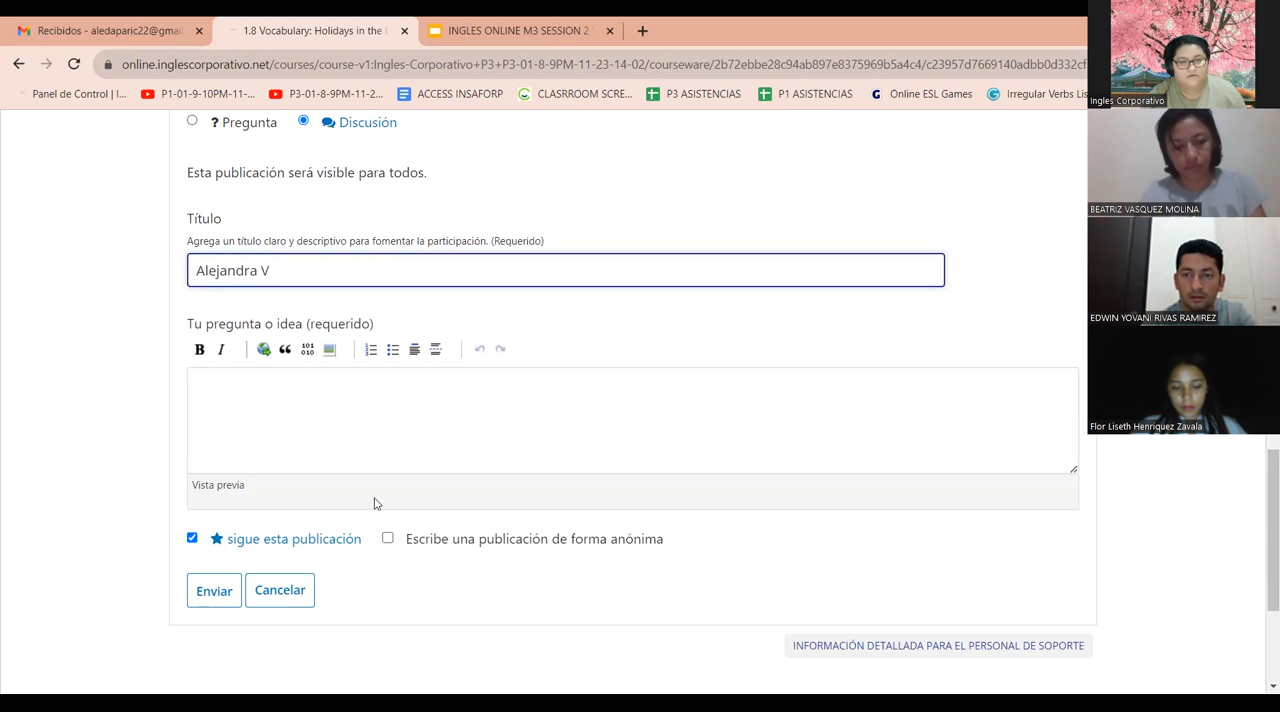 Recibidos - aledaparic22@gmai
1.8 Vocabulary: Holidays in the U
INGLES ONLINE M3 SESSION 2
online.inglescorporativo.net/courses/course-v1:Ingles-Corporativo+P3+P3-01-8-9PM-11-23-14-02/courseware/2b72ebbe28c94ab897e8375969b5a4c4/c23957d7669140adbb0d332cf
Panel de Control | I...
P1-01-9-10PM-11-...
P3-01-8-9PM-11-2...
ACCESS INSAFORP
CLASRROOM SCRE...
P3 ASISTENCIAS
P1 ASISTENCIAS
Online ESL Games
Irregular Verbs Lis
? Pregunta
Discusión
Esta publicación será visible para todos.
Título
Agrega un título claro y descriptivo para fomentar la participación. (Requerido)
Alejandra V
Tu pregunta o idea (requerido)
B I
101
010
Vista previa
sigue esta publicación
Escribe una publicación de forma anónima
Enviar
Cancelar
INFORMACIÓN DETALLADA PARA EL PERSONAL DE SOPORTE
Ingles Corporativo
BEATRIZ VASQUEZ MOLINA
EDWIN YOVANI RIVAS RAMIREZ
Flor Liseth Henriquez Zavala